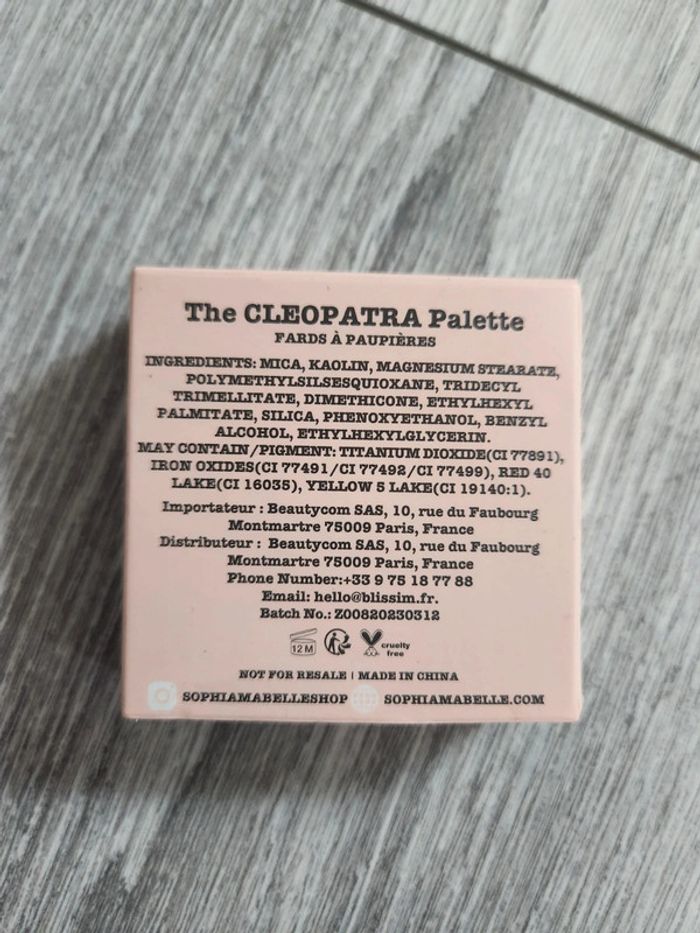 The CLEOPATRA Palette
FARDS À PAUPIÈRES
INGREDIENTS: MICA, KAOLIN, MAGNESIUM STEARATE,
POLYMETHYLSILSESQUIOXANE, TRIDECYL
TRIMELLITATE, DIMETHICONE, ETHYLHEXYL
PALMITATE, SILICA, PHENOXYETHANOL, BENZYL
ALCOHOL, ETHYLHEXYLGLYCERIN.
MAY CONTAIN/PIGMENT: TITANIUM DIOXIDE(CI 77891),
IRON OXIDES(CI 77491/CI 77492/CI 77499), RED 40
LAKE(CI 16035), YELLOW 5 LAKE(CI 19140:1).
Importateur : Beautycom SAS, 10, rue du Faubourg
Montmartre 75009 Paris, France
Distributeur : Beautycom SAS, 10, rue du Faubourg
Montmartre 75009 Paris, France
Phone Number:+33 9 75 18 77 88
Email: hello@blissim.fr.
Batch No.: Z00820230312
12 M
cruelty
free
NOT FOR RESALE | MADE IN CHINA
SOPHIAMABELLESHOP SOPHIAMABELLE.COM